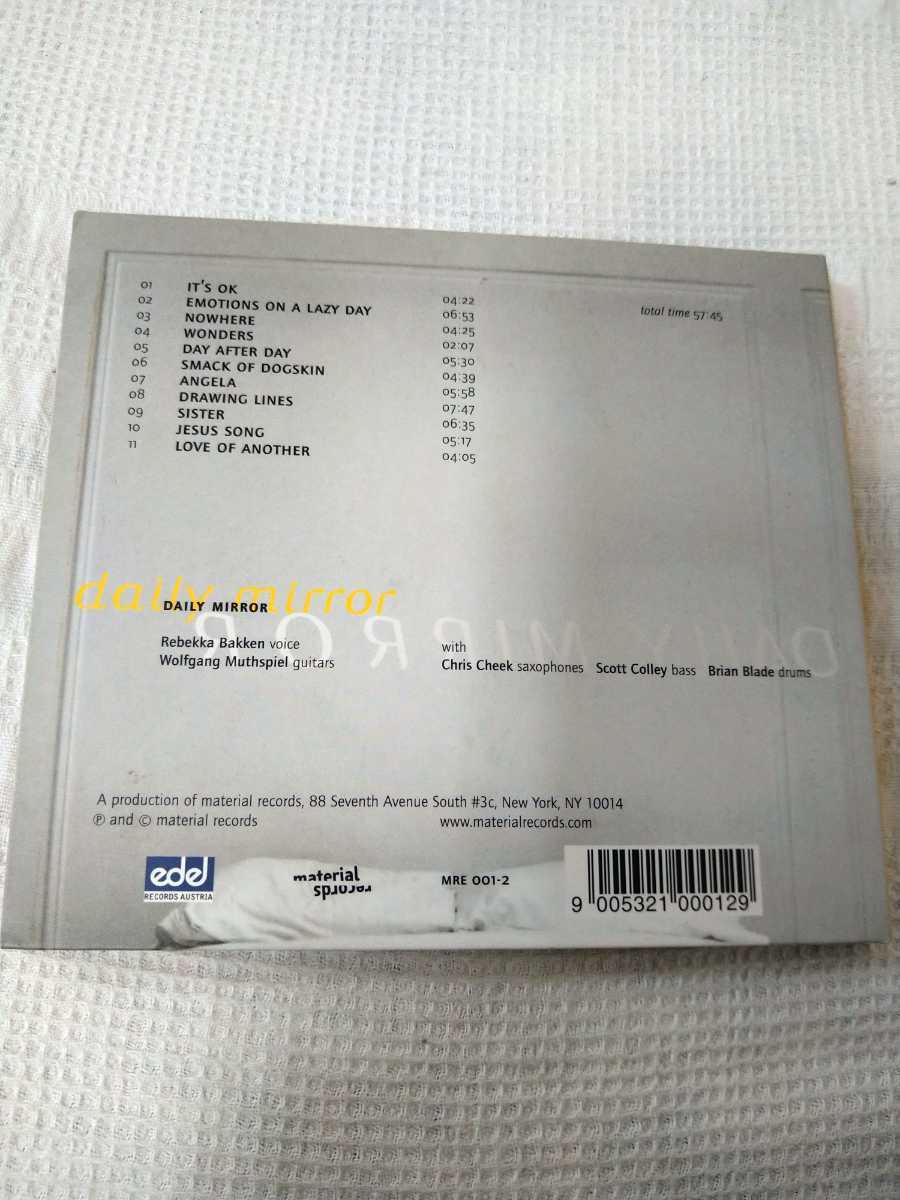 01 IT'S OK 04:22
02 EMOTIONS ON A LAZY DAY 06:53
03 NOWHERE 04:25
04 WONDERS 02:07
05 DAY AFTER DAY 05:30
06 SMACK OF DOGSKIN 04:39
07 ANGELA 05:58
08 DRAWING LINES 07:47
09 SISTER 06:35
10 JESUS SONG 05:17
11 LOVE OF ANOTHER 04:05
total time 57:45
daily mirror
DAILY MIRROR
DAILY MIRROR
Rebekka Bakken voice
Wolfgang Muthspiel guitars
with
Chris Cheek saxophones Scott Colley bass Brian Blade drums
A production of material records, 88 Seventh Avenue South #3c, New York, NY 10014
℗ and © material records www.materialrecords.com
edel
RECORDS AUSTRIA
material
records
MRE 001-2
9 005321 000129